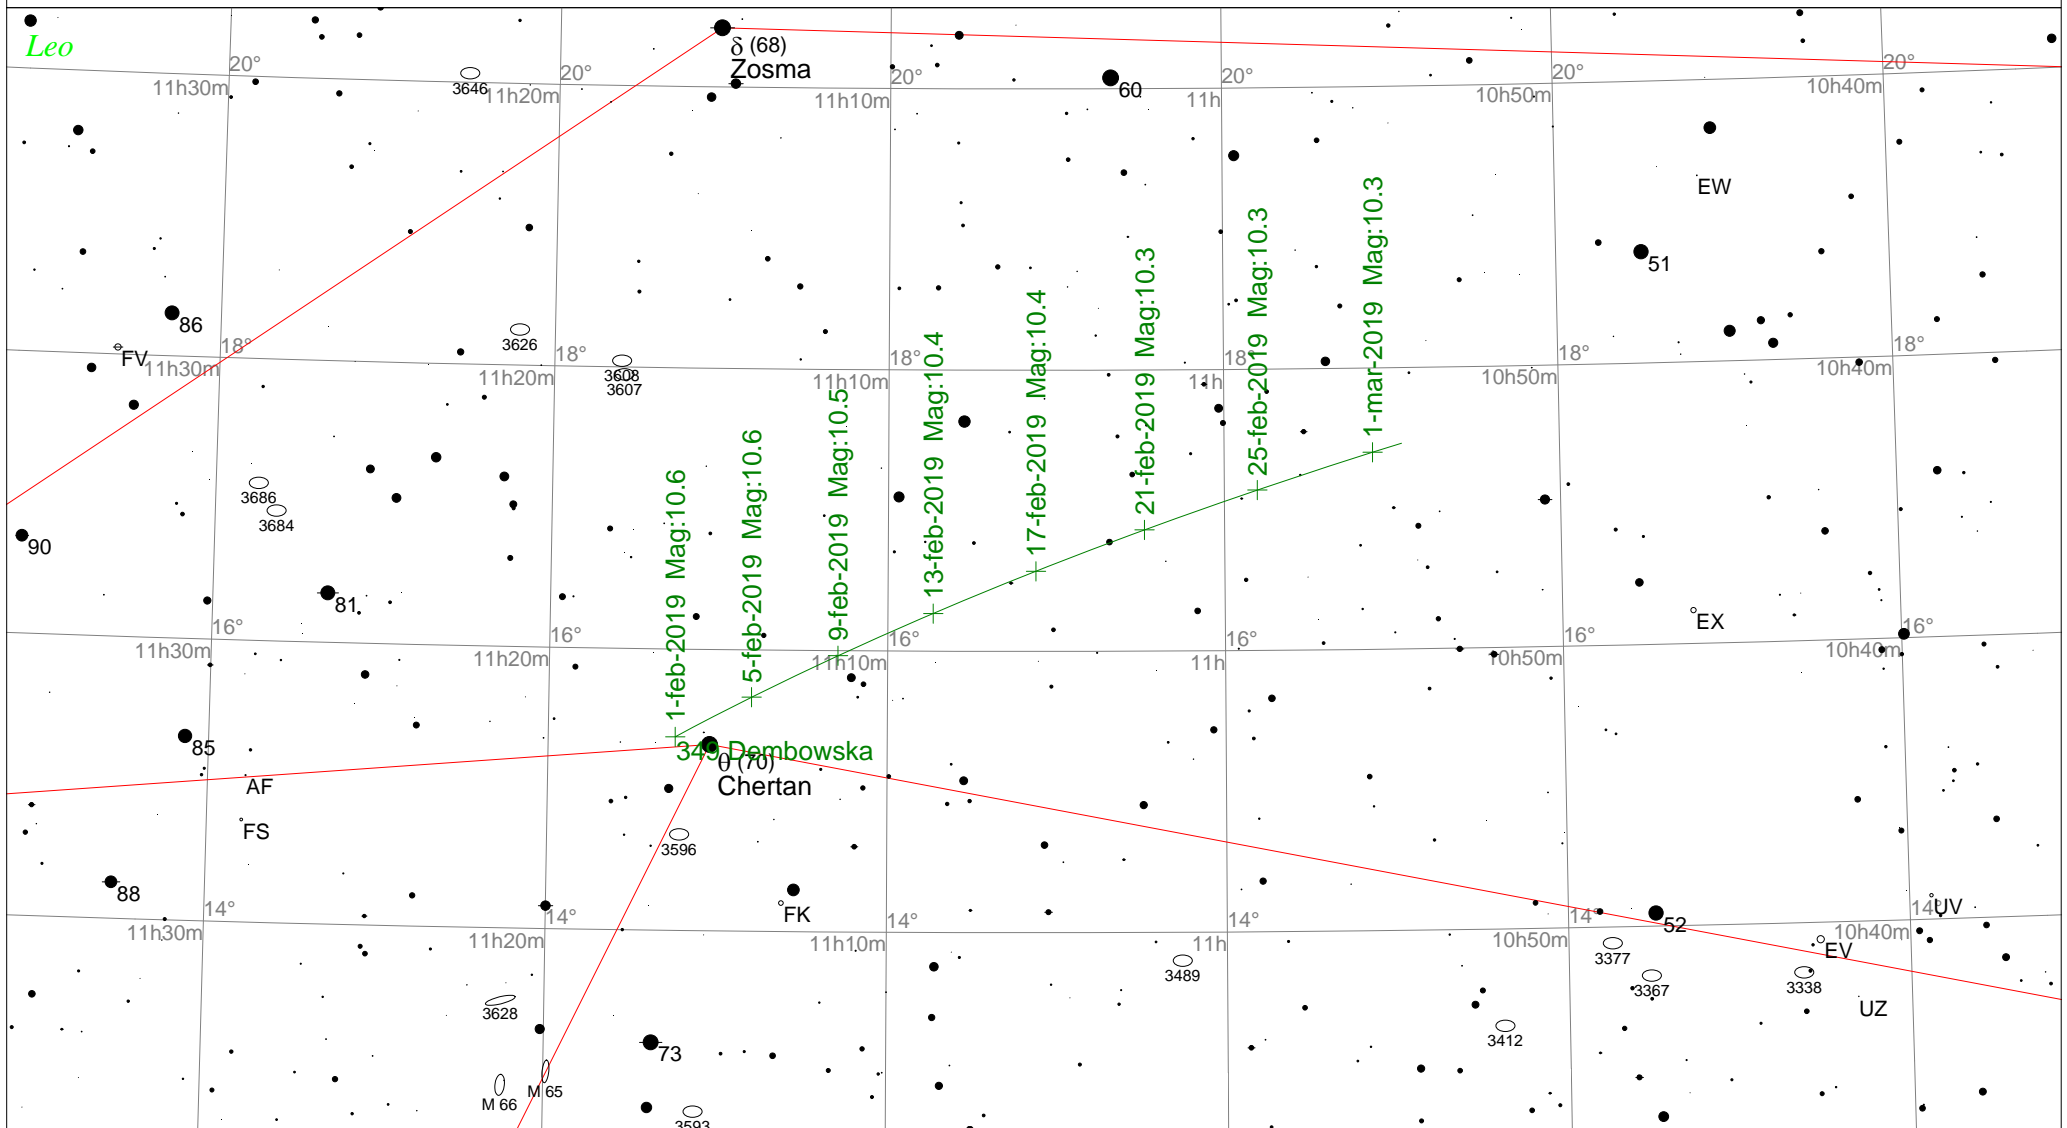 Leo
δ (68)
Zosma
60
3646
20°
20°
20°
20°
20°
20°
11h30m
11h20m
11h10m
11h
10h50m
10h40m
EW
51
86
FV
3626
3608
3607
18°
18°
18°
18°
18°
18°
11h30m
11h20m
11h10m
11h
10h50m
10h40m
1-feb-2019 Mag:10.6
5-feb-2019 Mag:10.6
9-feb-2019 Mag:10.5
13-feb-2019 Mag:10.4
17-feb-2019 Mag:10.4
21-feb-2019 Mag:10.3
25-feb-2019 Mag:10.3
1-mar-2019 Mag:10.3
3686
3684
90
81
EX
16°
16°
16°
16°
16°
16°
11h30m
11h20m
11h10m
11h
10h50m
10h40m
85
349 Dembowska
θ (70)
Chertan
AF
FS
3596
88
FK
52
UV
14°
14°
14°
14°
14°
14°
11h30m
11h20m
11h10m
11h
10h50m
10h40m
3489
3377
EV
3367
3338
UZ
3628
3412
73
M 66
M 65
3593